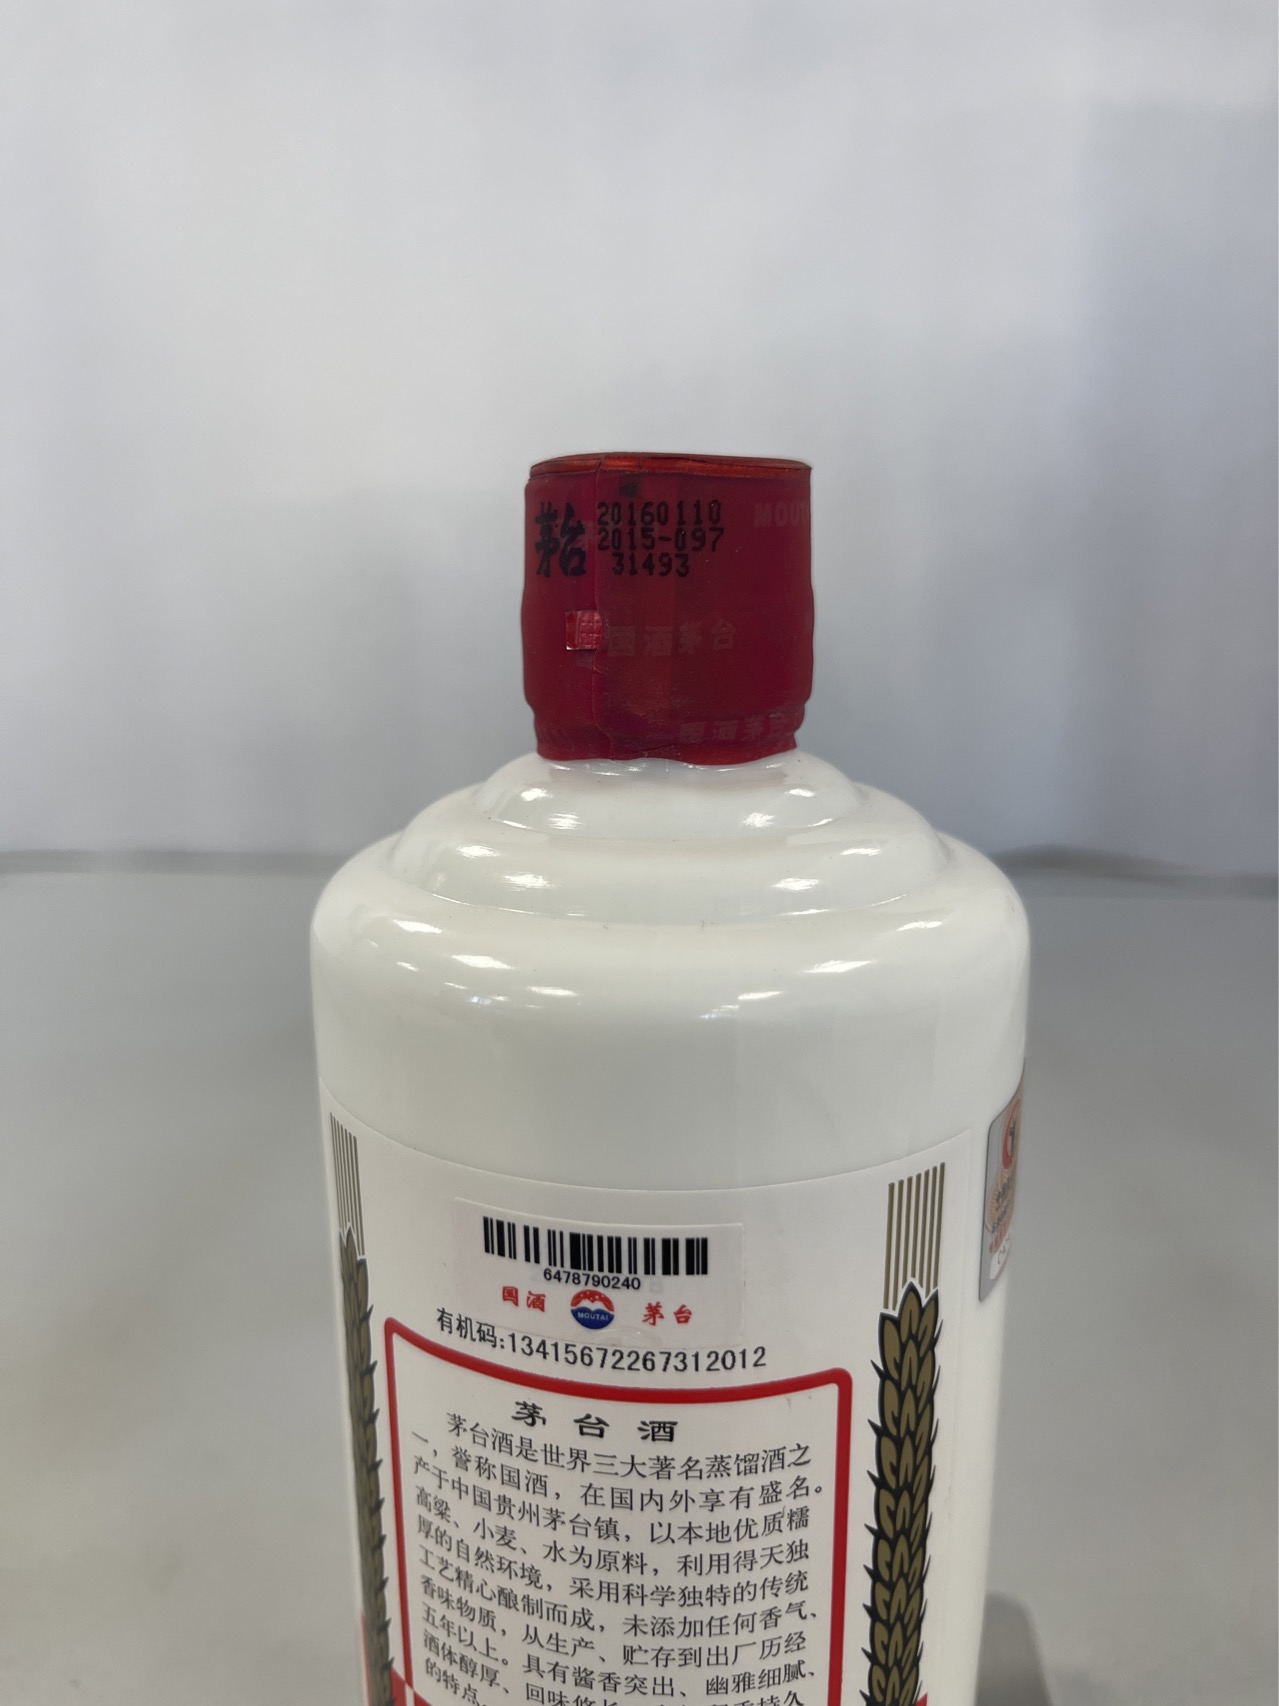 茅台
20160110
2015-097
31493
MOU
国酒茅台
国酒茅台
6478790240
国酒 MOUTAI 茅台
有机码:13415672267312012
茅台酒
茅台酒是世界三大著名蒸馏酒之
一，誉称国酒，在国内外享有盛名。
产于中国贵州茅台镇，以本地优质糯
高粱、小麦、水为原料，利用得天独
厚的自然环境，采用科学独特的传统
工艺精心酿制而成，未添加任何香气、
香味物质，从生产、贮存到出厂历经
五年以上。具有酱香突出、幽雅细腻、
酒体醇厚、回味悠长
的特点